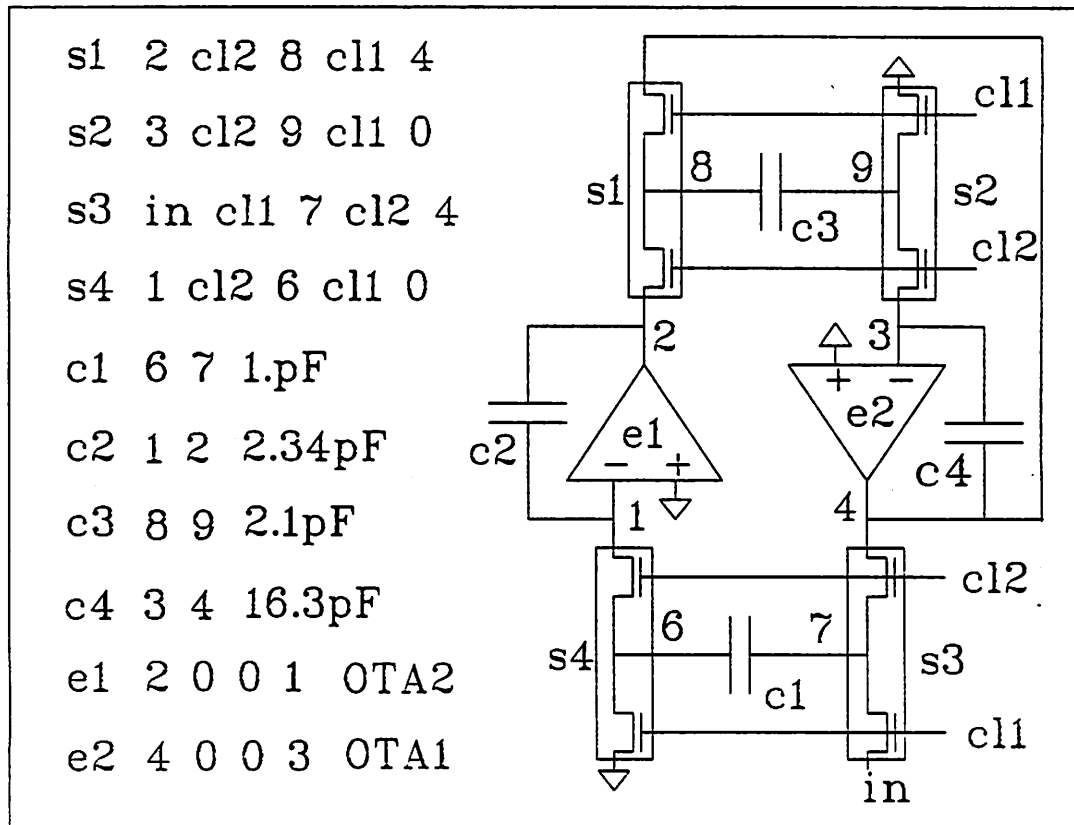 s1 2 cl2 8 cl1 4
s2 3 cl2 9 cl1 0
s3 in cl1 7 cl2 4
s4 1 cl2 6 cl1 0
c1 6 7 1.pF
c2 1 2 2.34pF
c3 8 9 2.1pF
c4 3 4 16.3pF
e1 2 0 0 1 OTA2
e2 4 0 0 3 OTA1
cl1
s1
8
9
s2
c3
cl2
2
3
+ −
e2
c2
e1
− +
c4
1
4
cl2
6
7
s4
s3
c1
cl1
in